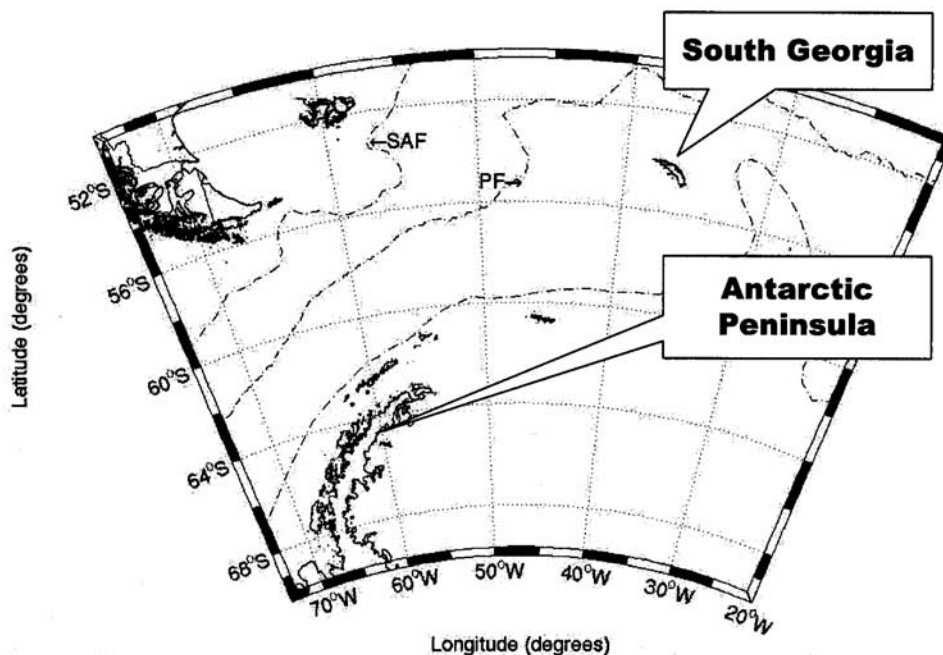 South Georgia
SAF
PF
Antarctic
Peninsula
52°S
56°S
60°S
64°S
68°S
70°W
60°W
50°W
40°W
30°W
20°W
Latitude (degrees)
Longitude (degrees)